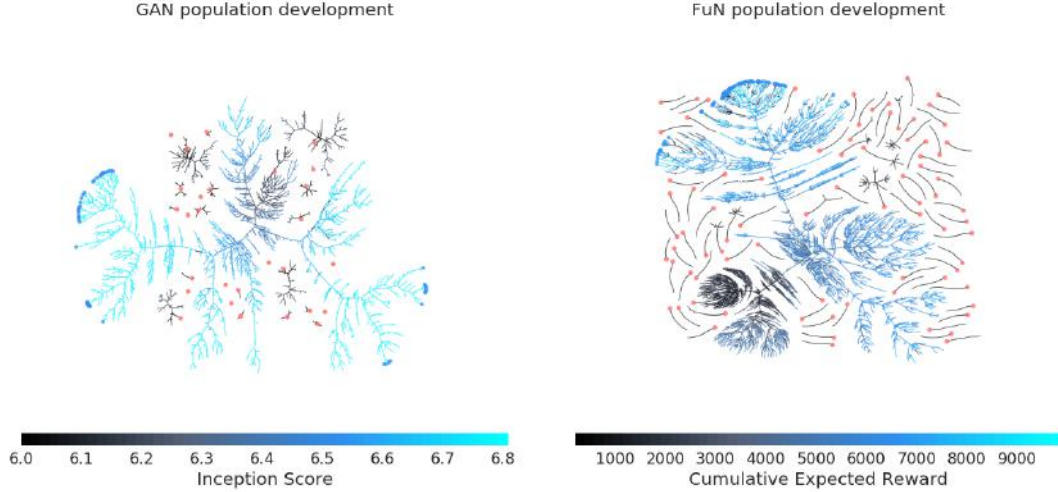 GAN population development
FuN population development
6.0 6.1 6.2 6.3 6.4 6.5 6.6 6.7 6.8
Inception Score
1000 2000 3000 4000 5000 6000 7000 8000 9000
Cumulative Expected Reward